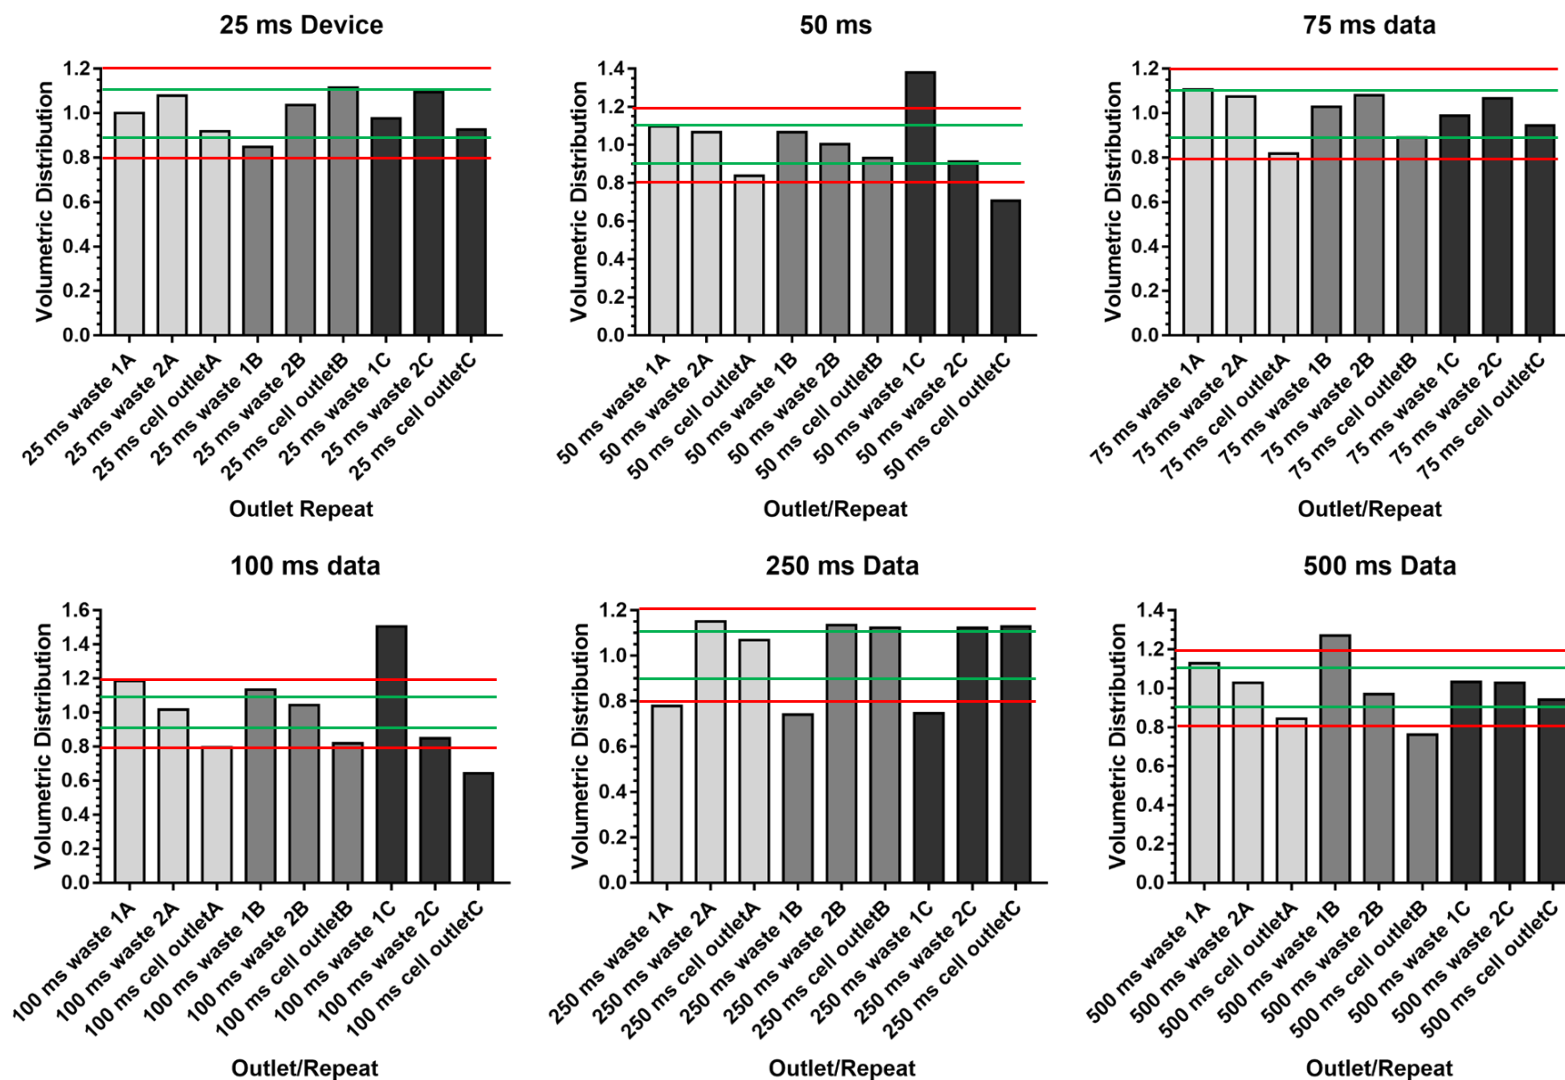 25 ms Device
Volumetric Distribution
1.2
1.0
0.8
0.6
0.4
0.2
0.0
25 ms waste 1A
25 ms waste 2A
25 ms cell outletA
25 ms waste 1B
25 ms waste 2B
25 ms cell outletB
25 ms waste 1C
25 ms waste 2C
25 ms cell outletC
Outlet Repeat
50 ms
Volumetric Distribution
1.4
1.2
1.0
0.8
0.6
0.4
0.2
0.0
50 ms waste 1A
50 ms waste 2A
50 ms cell outletA
50 ms waste 1B
50 ms waste 2B
50 ms cell outletB
50 ms waste 1C
50 ms waste 2C
50 ms cell outletC
Outlet/Repeat
75 ms data
Volumetric Distribution
1.2
1.0
0.8
0.6
0.4
0.2
0.0
75 ms waste 1A
75 ms waste 2A
75 ms cell outletA
75 ms waste 1B
75 ms waste 2B
75 ms cell outletB
75 ms waste 1C
75 ms waste 2C
75 ms cell outletC
Outlet/Repeat
100 ms data
Volumetric Distribution
1.6
1.4
1.2
1.0
0.8
0.6
0.4
0.2
0.0
100 ms waste 1A
100 ms waste 2A
100 ms cell outletA
100 ms waste 1B
100 ms waste 2B
100 ms cell outletB
100 ms waste 1C
100 ms waste 2C
100 ms cell outletC
Outlet/Repeat
250 ms Data
Volumetric Distribution
1.2
1.0
0.8
0.6
0.4
0.2
0.0
250 ms waste 1A
250 ms waste 2A
250 ms cell outletA
250 ms waste 1B
250 ms waste 2B
250 ms cell outletB
250 ms waste 1C
250 ms waste 2C
250 ms cell outletC
Outlet/Repeat
500 ms Data
Volumetric Distribution
1.4
1.2
1.0
0.8
0.6
0.4
0.2
0.0
500 ms waste 1A
500 ms waste 2A
500 ms cell outletA
500 ms waste 1B
500 ms waste 2B
500 ms cell outletB
500 ms waste 1C
500 ms waste 2C
500 ms cell outletC
Outlet/Repeat